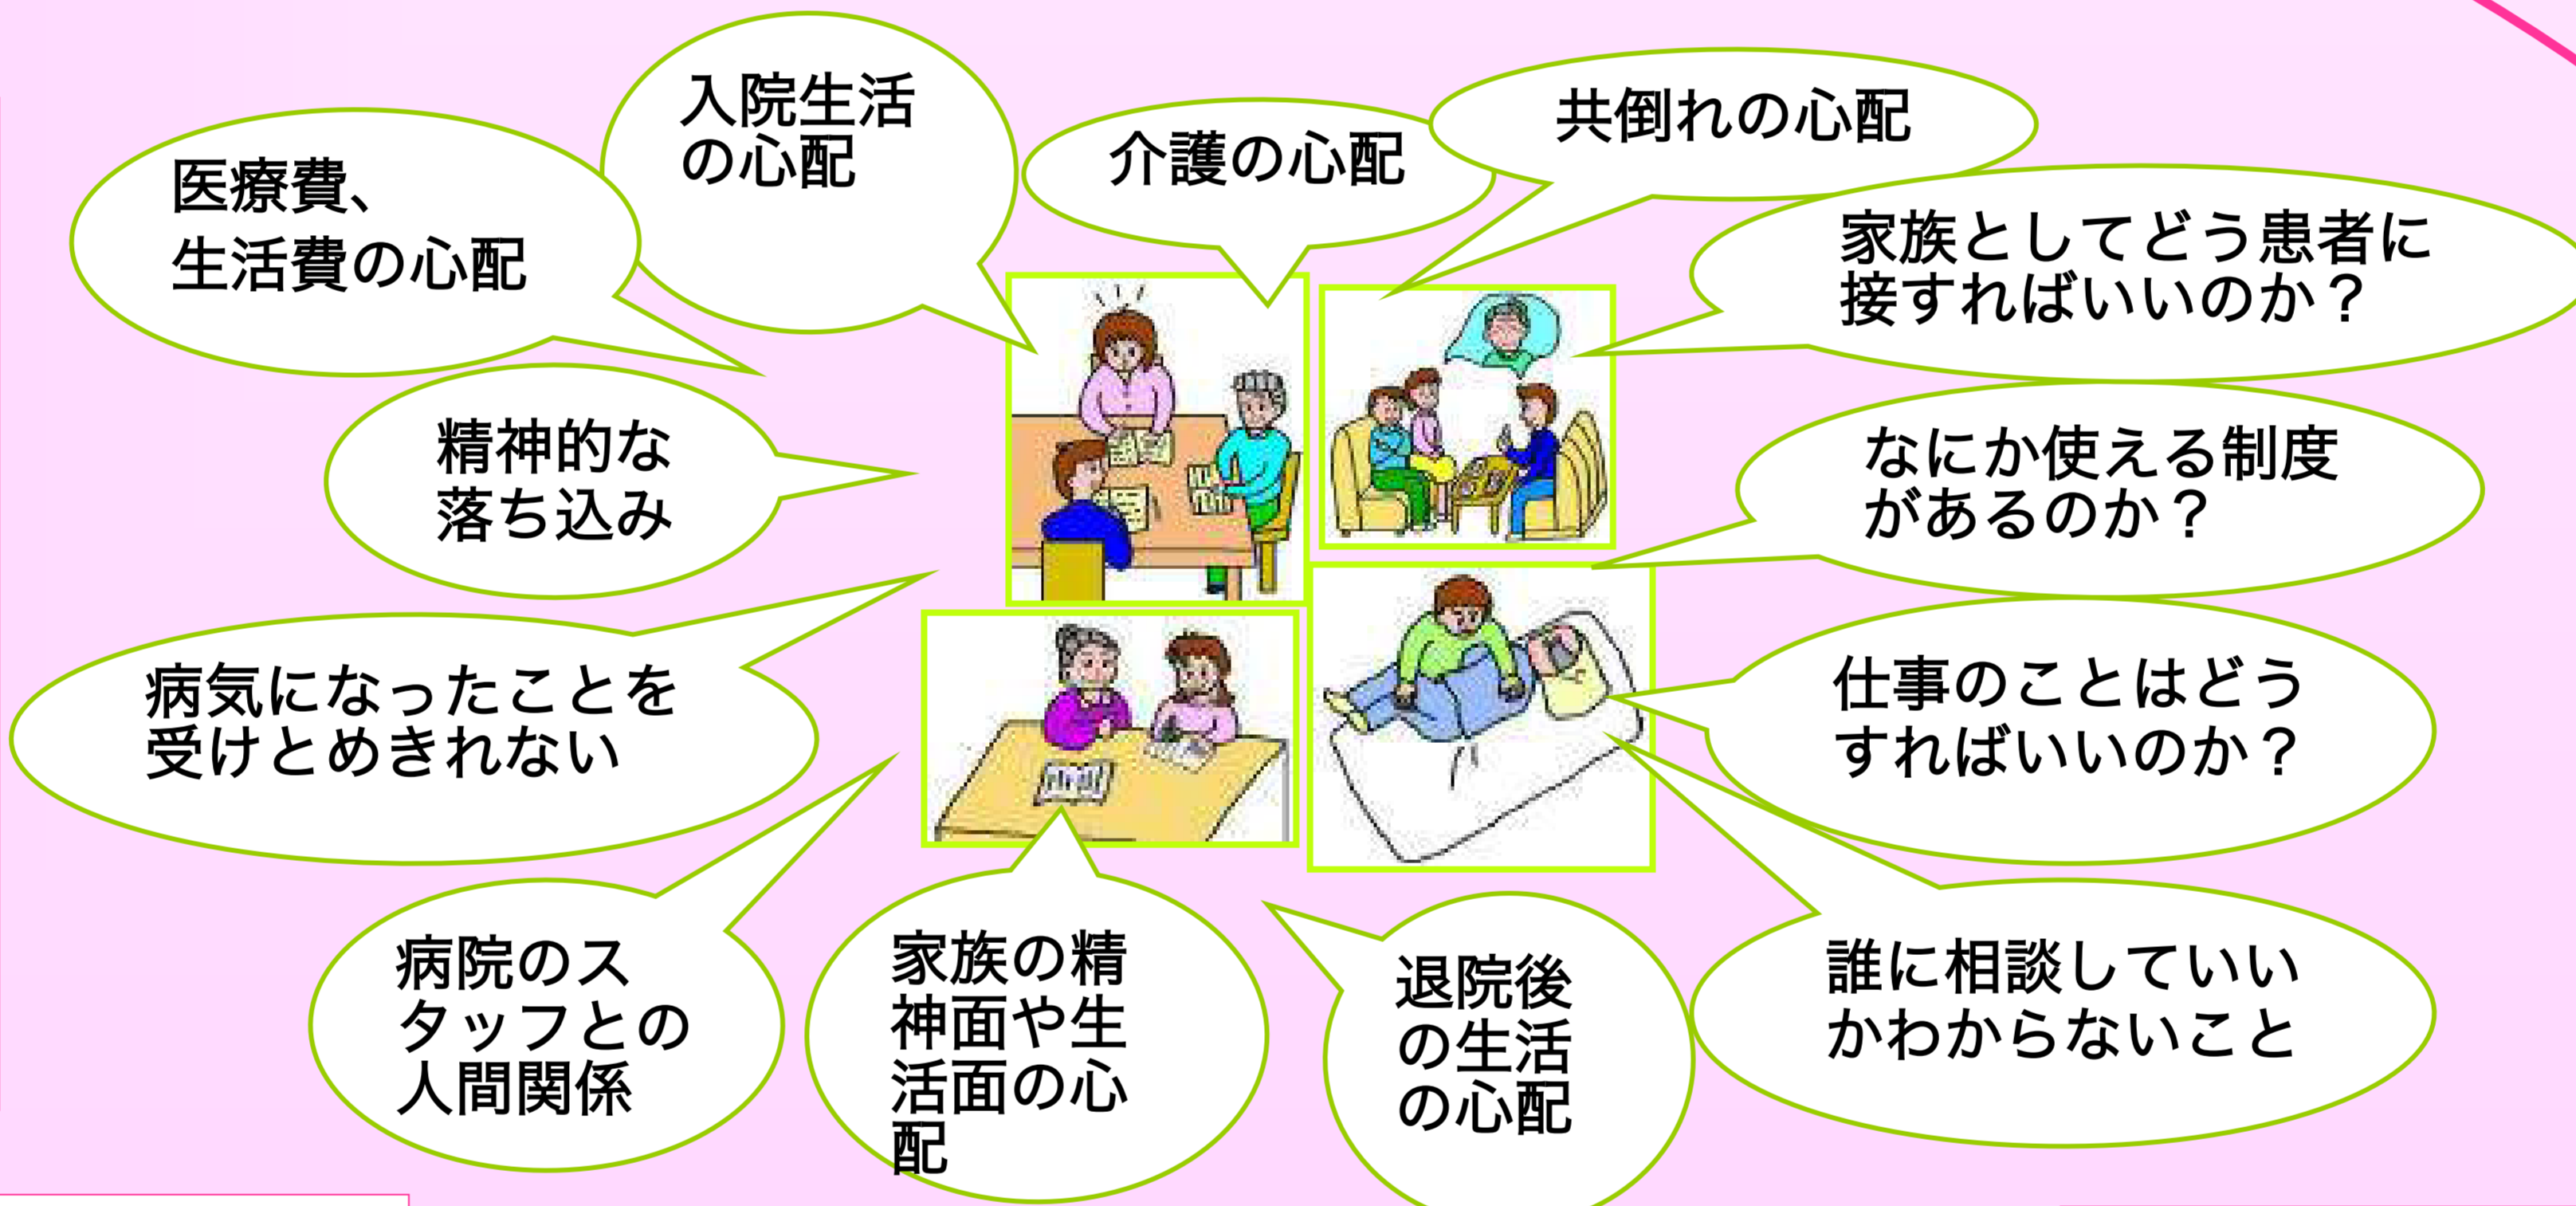 医療費、
生活費の心配
入院生活
の心配
介護の心配
共倒れの心配
家族としてどう患者に
接すればいいのか？
精神的な
落ち込み
なにか使える制度
があるのか？
病気になったことを
受けとめきれない
仕事のことはどう
すればいいのか？
病院のス
タッフとの
人間関係
家族の精
神面や生
活面の心
配
退院後
の生活
の心配
誰に相談していい
かわからないこと